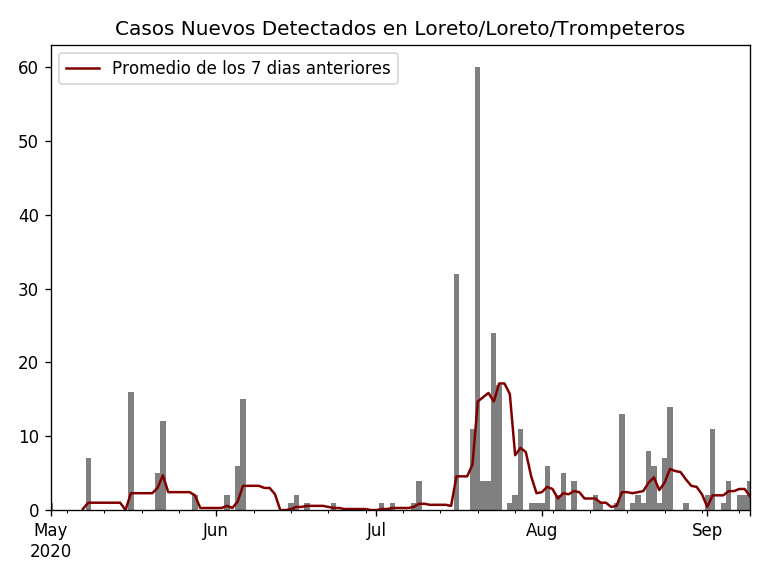 Casos Nuevos Detectados en Loreto/Loreto/Trompeteros
Promedio de los 7 dias anteriores
60
50
40
30
20
10
0
May Jun Jul Aug Sep
2020